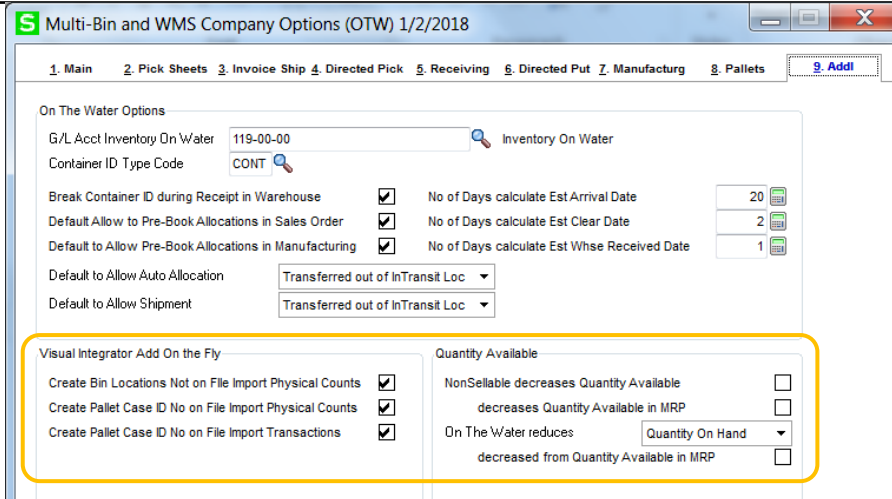 S Multi-Bin and WMS Company Options (OTW) 1/2/2018
1. Main 2. Pick Sheets 3. Invoice Ship 4. Directed Pick 5. Receiving 6. Directed Put 7. Manufacturg 8. Pallets 9. Addl
On The Water Options
G/L Acct Inventory On Water 119-00-00 Inventory On Water
Container ID Type Code CONT
Break Container ID during Receipt in Warehouse No of Days calculate Est Arrival Date 20
Default Allow to Pre-Book Allocations in Sales Order No of Days calculate Est Clear Date 2
Default to Allow Pre-Book Allocations in Manufacturing No of Days calculate Est Whse Received Date 1
Default to Allow Auto Allocation Transferred out of InTransit Loc
Default to Allow Shipment Transferred out of InTransit Loc
Visual Integrator Add On the Fly Quantity Available
Create Bin Locations Not on File Import Physical Counts NonSellable decreases Quantity Available
Create Pallet Case ID No on File Import Physical Counts decreases Quantity Available in MRP
Create Pallet Case ID No on File Import Transactions On The Water reduces Quantity On Hand
decreased from Quantity Available in MRP